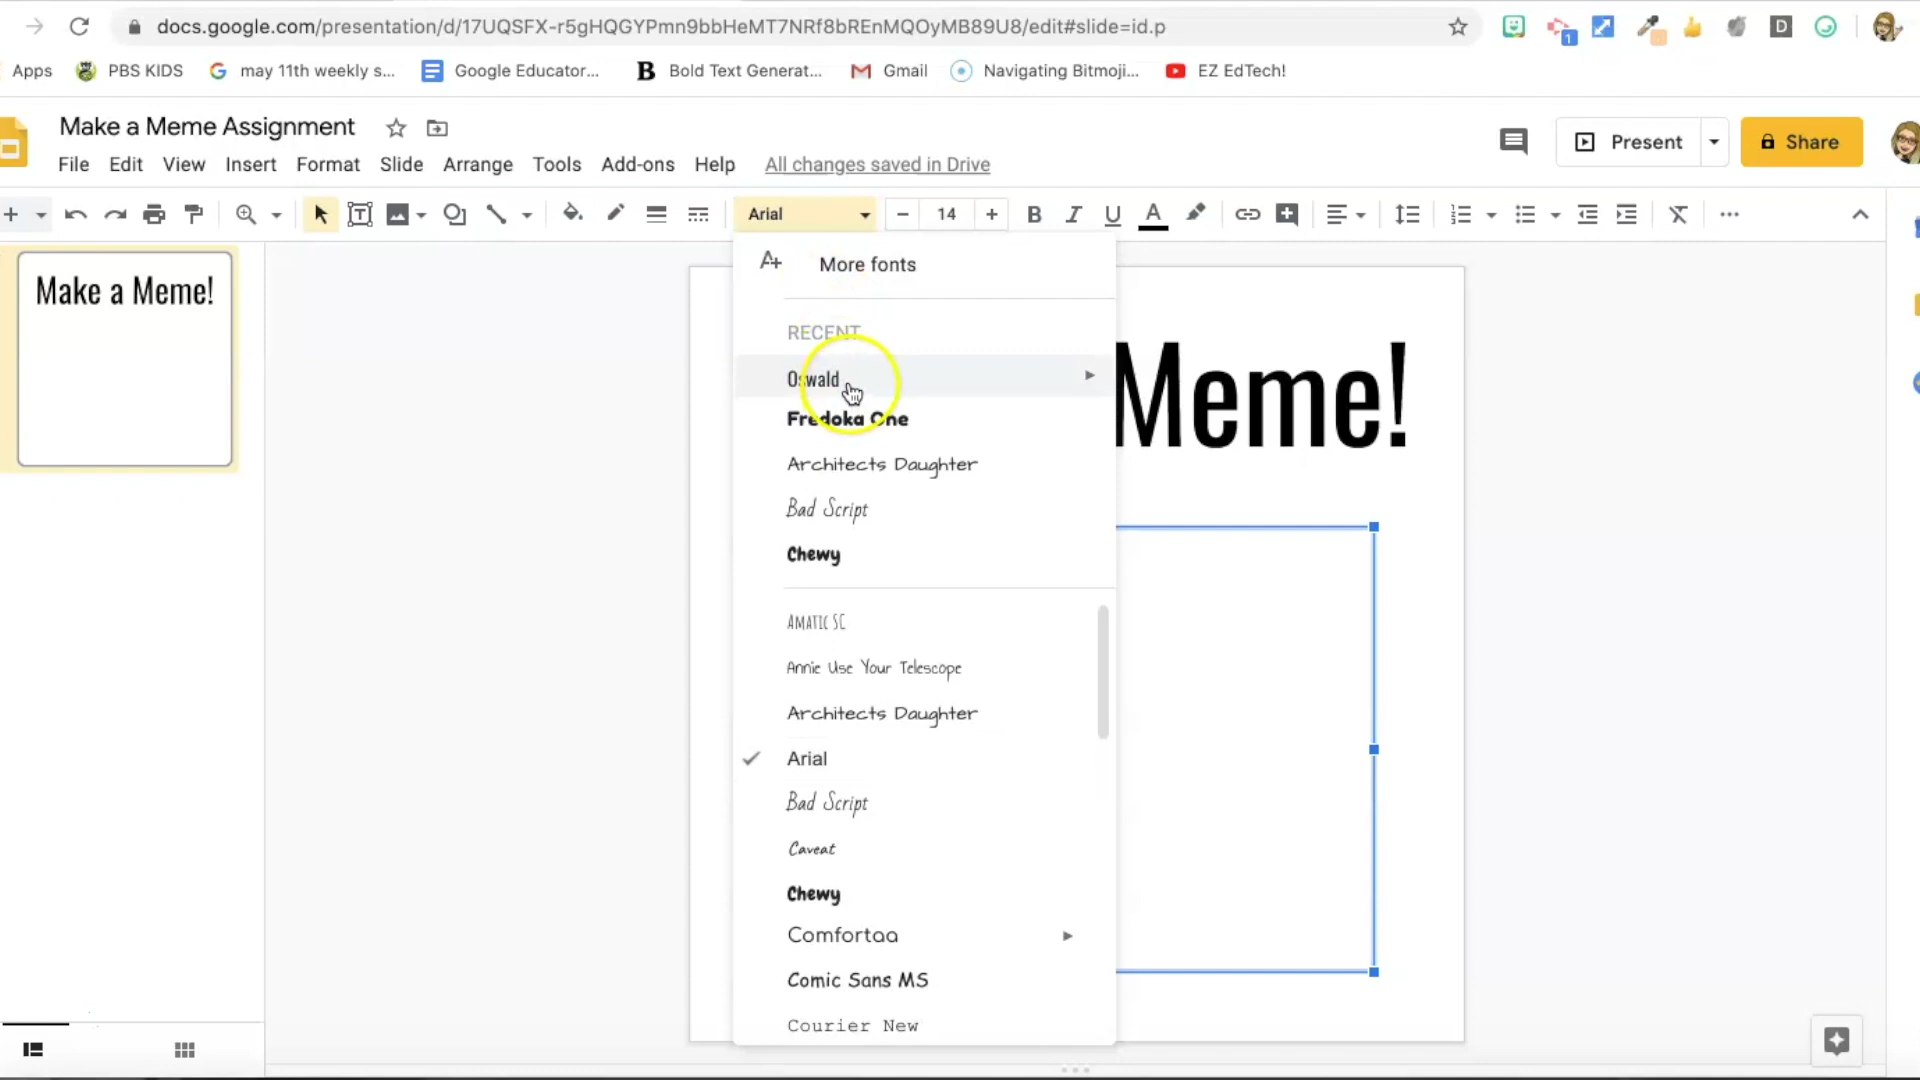 docs.google.com/presentation/d/17UQSFX-r5gHQGYPmn9bbHeMT7NRf8bREnMQOyMB89U8/edit#slide=id.p
1
D
Apps PBS KIDS G may 11th weekly s... Google Educator... B Bold Text Generat... Gmail Navigating Bitmoji... EZ EdTech!
Make a Meme Assignment
Present Share
File Edit View Insert Format Slide Arrange Tools Add-ons Help All changes saved in Drive
Arial − 14 + B I U A
Make a Meme!
More fonts
RECENT
Oswald
Fredoka One
Architects Daughter
Bad Script
Chewy
Amatic SC
Annie Use Your Telescope
Architects Daughter
Arial
Bad Script
Caveat
Chewy
Comfortaa
Comic Sans MS
Courier New
Meme!